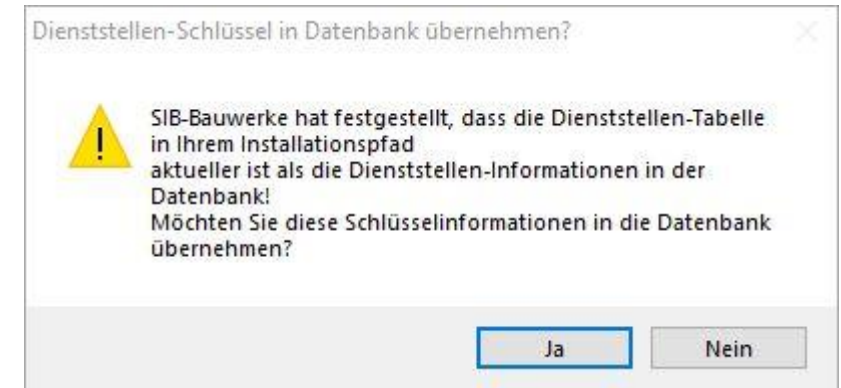 Dienststellen-Schlüssel in Datenbank übernehmen?
SIB-Bauwerke hat festgestellt, dass die Dienststellen-Tabelle
in Ihrem Installationspfad
aktueller ist als die Dienststellen-Informationen in der
Datenbank!
Möchten Sie diese Schlüsselinformationen in die Datenbank
übernehmen?
Ja
Nein